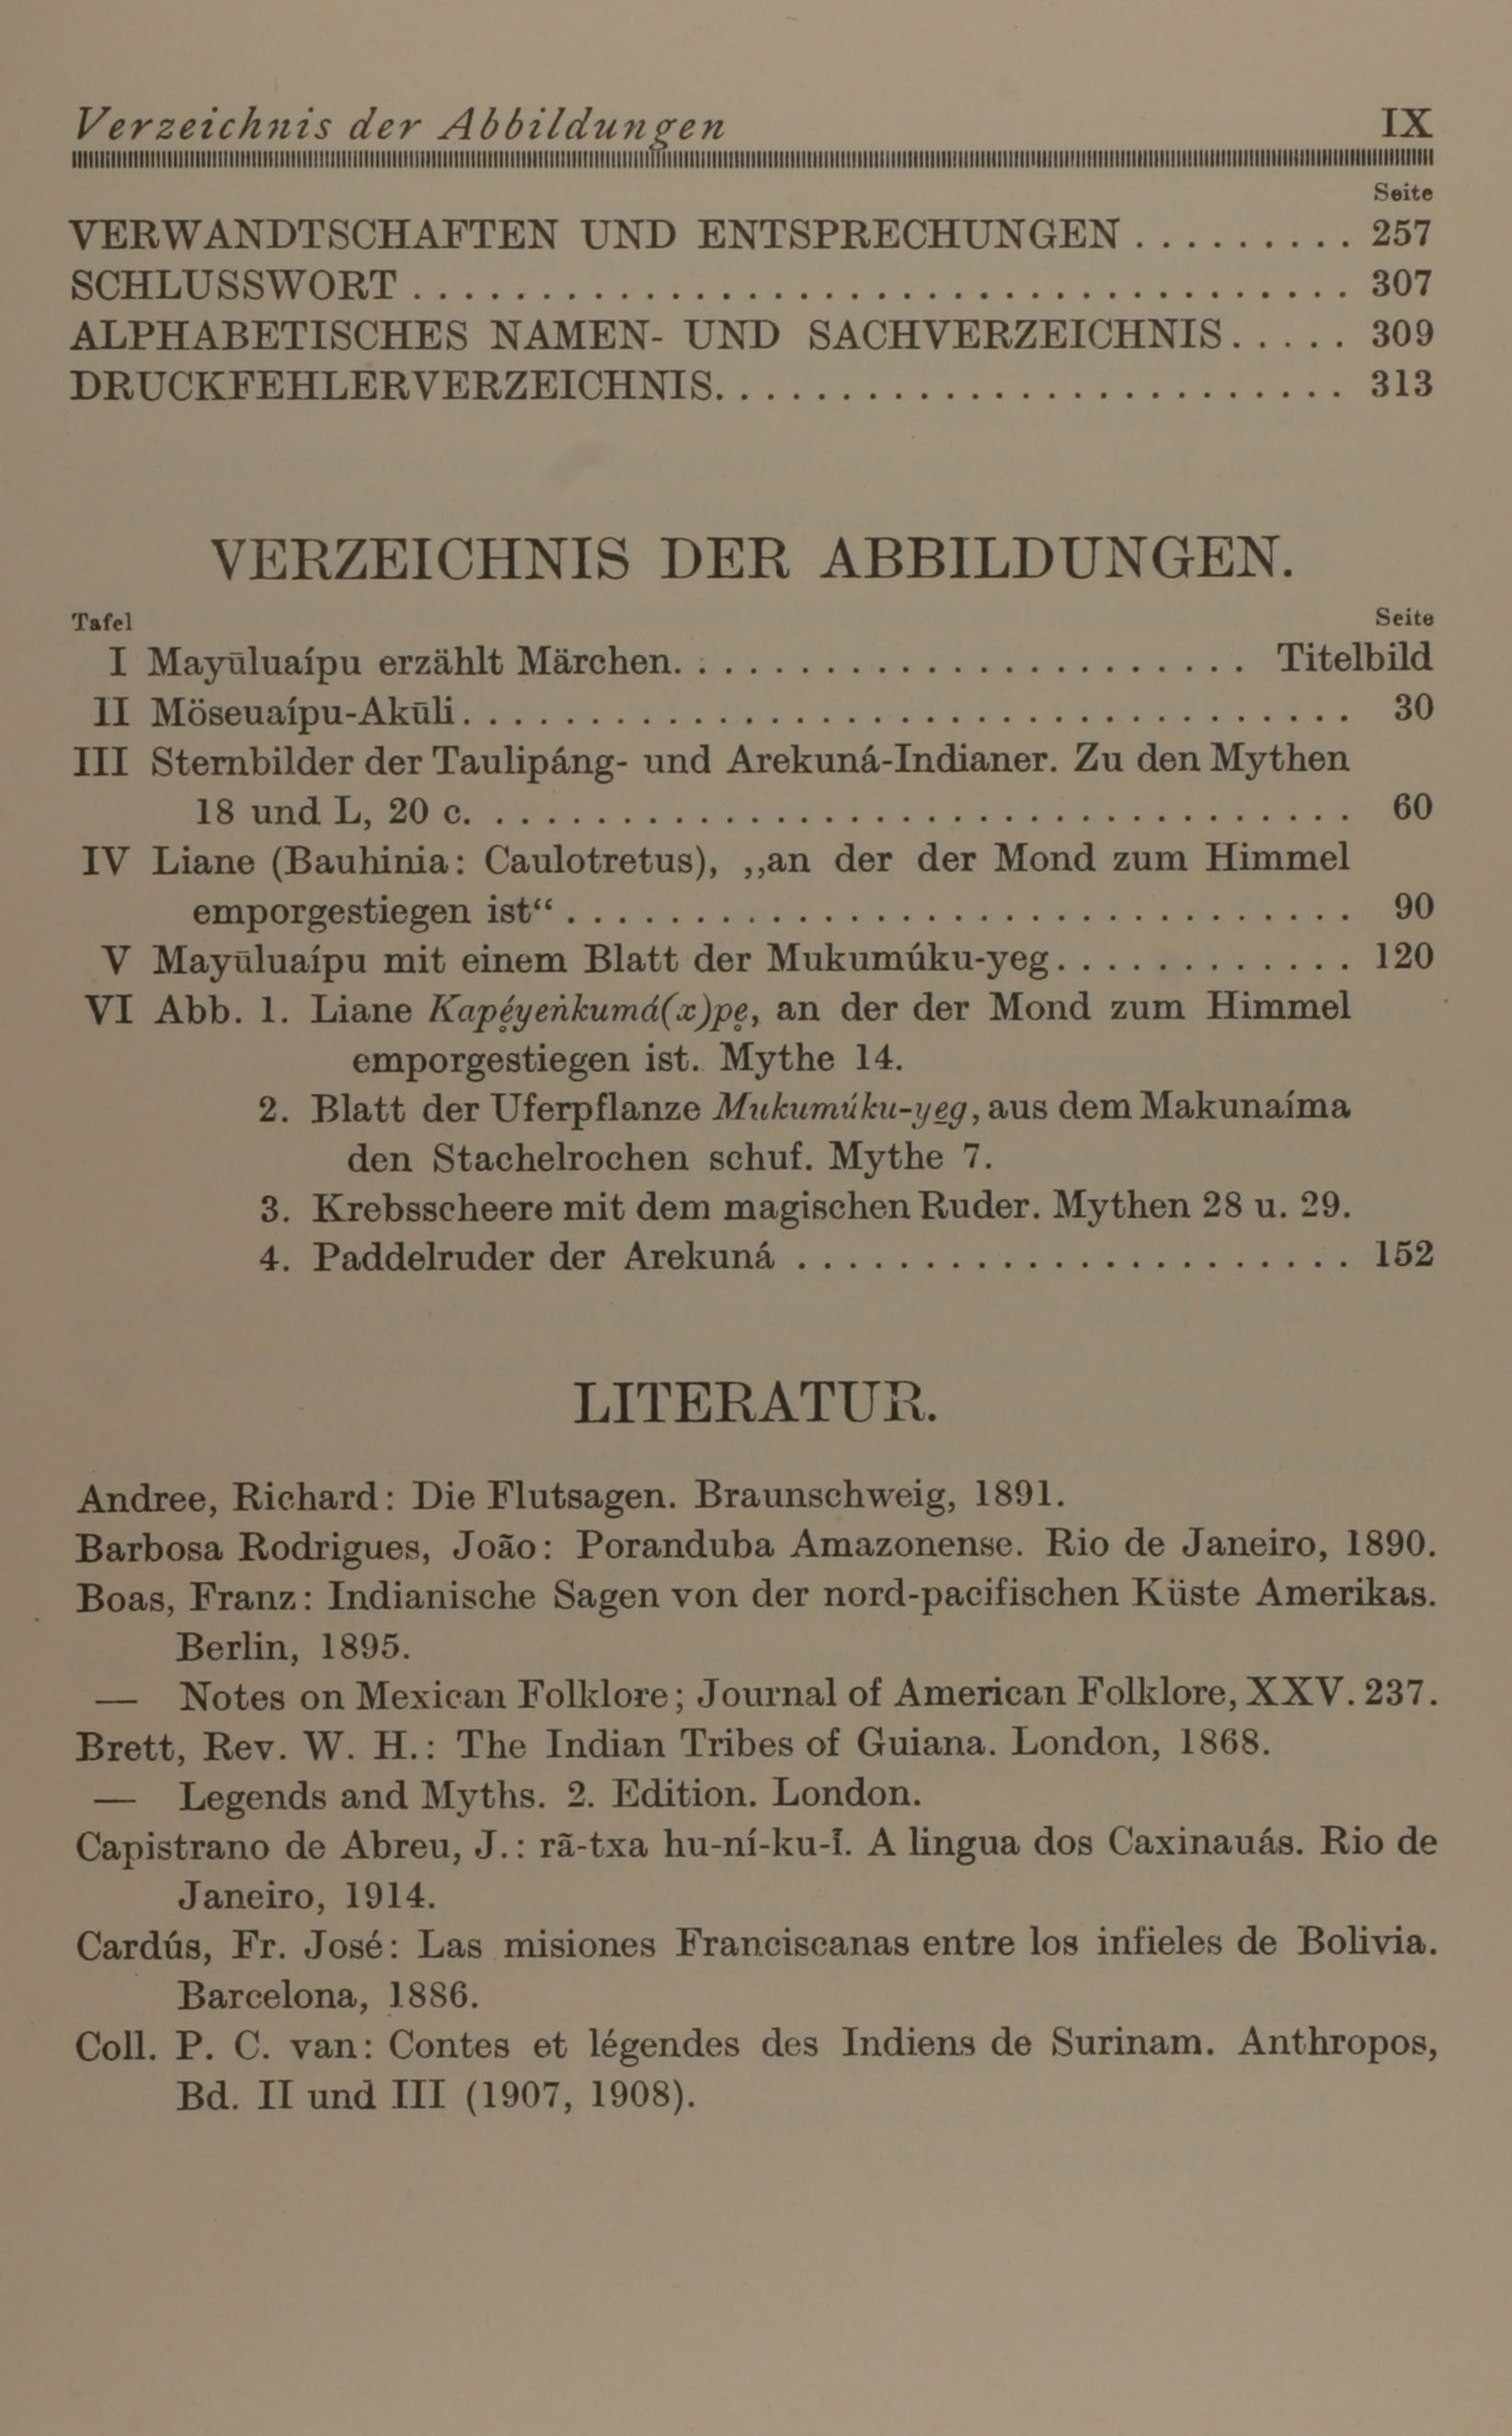 Verzeichnis der Abbildungen IX
Seite
VERWANDTSCHAFTEN UND ENTSPRECHUNGEN . . . . . . . . . 257
SCHLUSSWORT . . . . . . . . . . . . . . . . . . . . . . . . . . . . . . . . . . . . . 307
ALPHABETISCHES NAMEN- UND SACHVERZEICHNIS. . . . . 309
DRUCKFEHLERVERZEICHNIS. . . . . . . . . . . . . . . . . . . . . . . . . 313
VERZEICHNIS DER ABBILDUNGEN.
Tafel Seite
I Mayūluaípu erzählt Märchen. . . . . . . . . . . . . . . . . . . . . . . Titelbild
II Möseuaípu-Akūli. . . . . . . . . . . . . . . . . . . . . . . . . . . . . . . . . . . 30
III Sternbilder der Taulipáng- und Arekuná-Indianer. Zu den Mythen
18 und L, 20 c. . . . . . . . . . . . . . . . . . . . . . . . . . . . . . . . . . . 60
IV Liane (Bauhinia: Caulotretus), „an der der Mond zum Himmel
emporgestiegen ist“ . . . . . . . . . . . . . . . . . . . . . . . . . . . . . . . 90
V Mayūluaípu mit einem Blatt der Mukumúku-yeg. . . . . . . . . . . . 120
VI Abb. 1. Liane Kapẹ́yeṅkumá(x)pẹ, an der der Mond zum Himmel
emporgestiegen ist. Mythe 14.
2. Blatt der Uferpflanze Mukumúku-yẹg, aus dem Makunaíma
den Stachelrochen schuf. Mythe 7.
3. Krebsscheere mit dem magischen Ruder. Mythen 28 u. 29.
4. Paddelruder der Arekuná . . . . . . . . . . . . . . . . . . . . . . 152
LITERATUR.
Andree, Richard: Die Flutsagen. Braunschweig, 1891.
Barbosa Rodrigues, João: Poranduba Amazonense. Rio de Janeiro, 1890.
Boas, Franz: Indianische Sagen von der nord-pacifischen Küste Amerikas.
Berlin, 1895.
— Notes on Mexican Folklore; Journal of American Folklore, XXV. 237.
Brett, Rev. W. H.: The Indian Tribes of Guiana. London, 1868.
— Legends and Myths. 2. Edition. London.
Capistrano de Abreu, J.: rã-txa hu-ní-ku-ĩ. A lingua dos Caxinauás. Rio de
Janeiro, 1914.
Cardús, Fr. José: Las misiones Franciscanas entre los infieles de Bolivia.
Barcelona, 1886.
Coll. P. C. van: Contes et légendes des Indiens de Surinam. Anthropos,
Bd. II und III (1907, 1908).